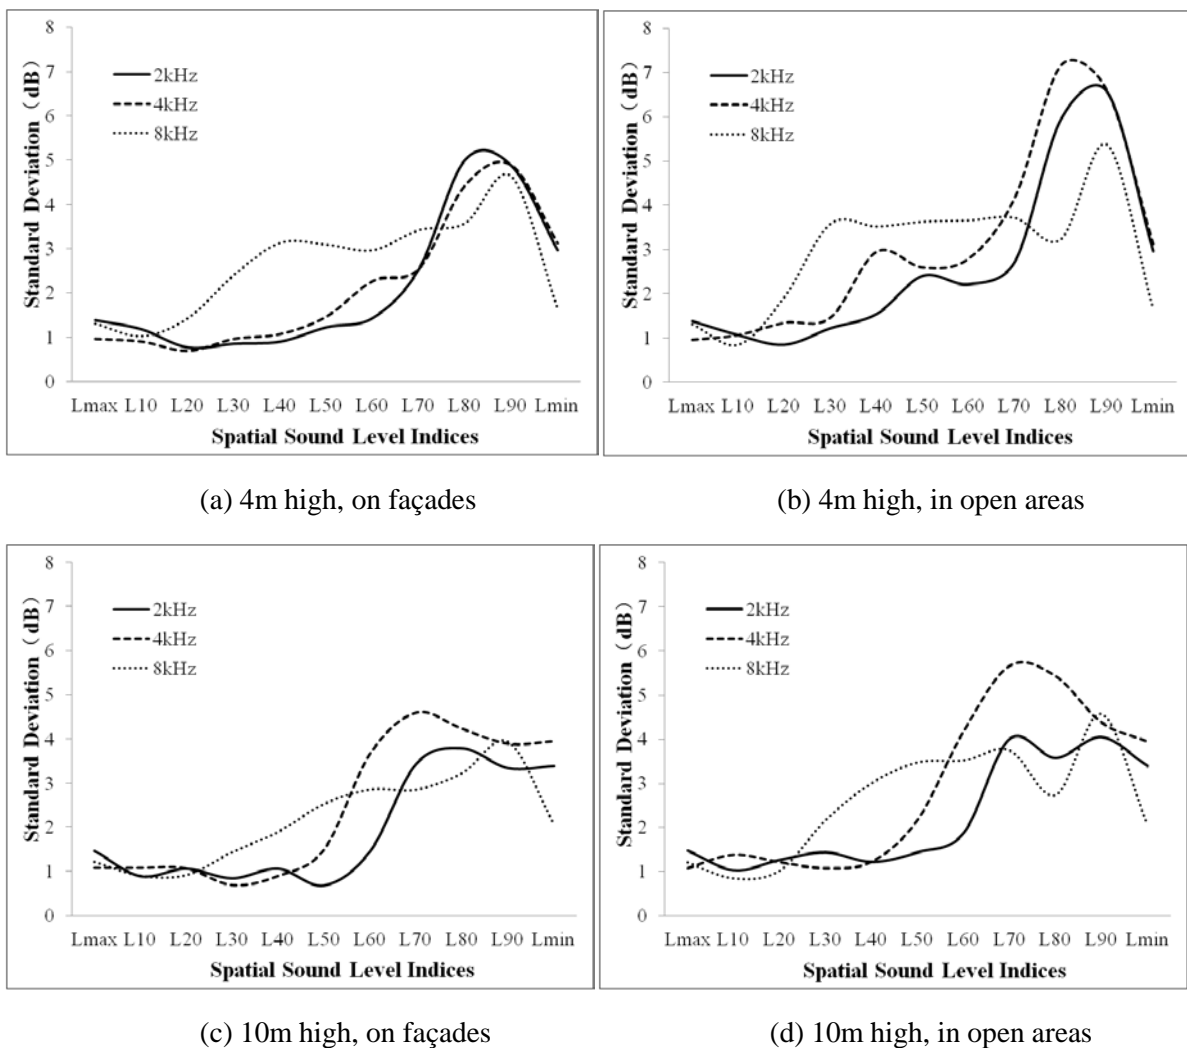 Standard Deviation（dB）
8
7
6
5
4
3
2
1
0
2kHz
4kHz
8kHz
Lmax L10 L20 L30 L40 L50 L60 L70 L80 L90 Lmin
Spatial Sound Level Indices
(a) 4m high, on façades
Standard Deviation（dB）
8
7
6
5
4
3
2
1
0
2kHz
4kHz
8kHz
Lmax L10 L20 L30 L40 L50 L60 L70 L80 L90 Lmin
Spatial Sound Level Indices
(b) 4m high, in open areas
Standard Deviation（dB）
8
7
6
5
4
3
2
1
0
2kHz
4kHz
8kHz
Lmax L10 L20 L30 L40 L50 L60 L70 L80 L90 Lmin
Spatial Sound Level Indices
(c) 10m high, on façades
Standard Deviation（dB）
8
7
6
5
4
3
2
1
0
2kHz
4kHz
8kHz
Lmax L10 L20 L30 L40 L50 L60 L70 L80 L90 Lmin
Spatial Sound Level Indices
(d) 10m high, in open areas